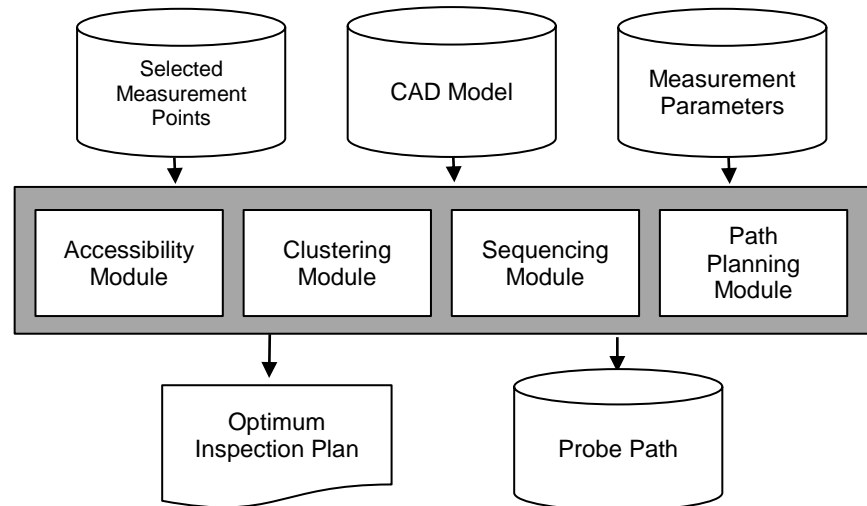 Selected
Measurement
Points
CAD Model
Measurement
Parameters
Accessibility
Module
Clustering
Module
Sequencing
Module
Path
Planning
Module
Optimum
Inspection Plan
Probe Path